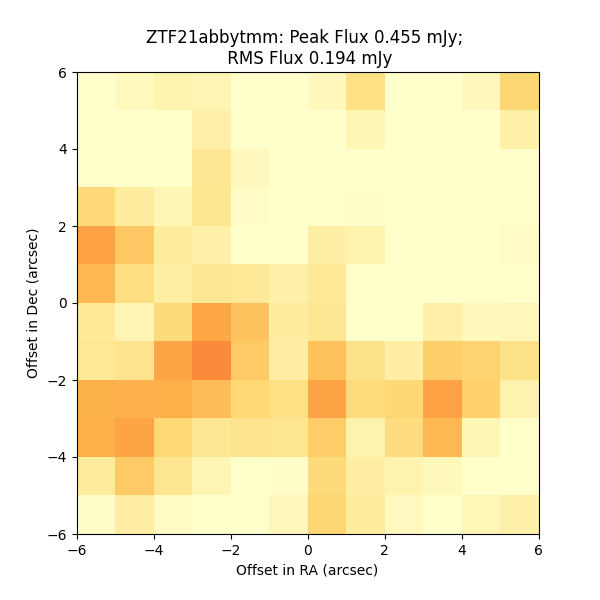 ZTF21abbytmm: Peak Flux 0.455 mJy;
RMS Flux 0.194 mJy
6
4
2
0
−2
−4
−6
Offset in Dec (arcsec)
−6 −4 −2 0 2 4 6
Offset in RA (arcsec)